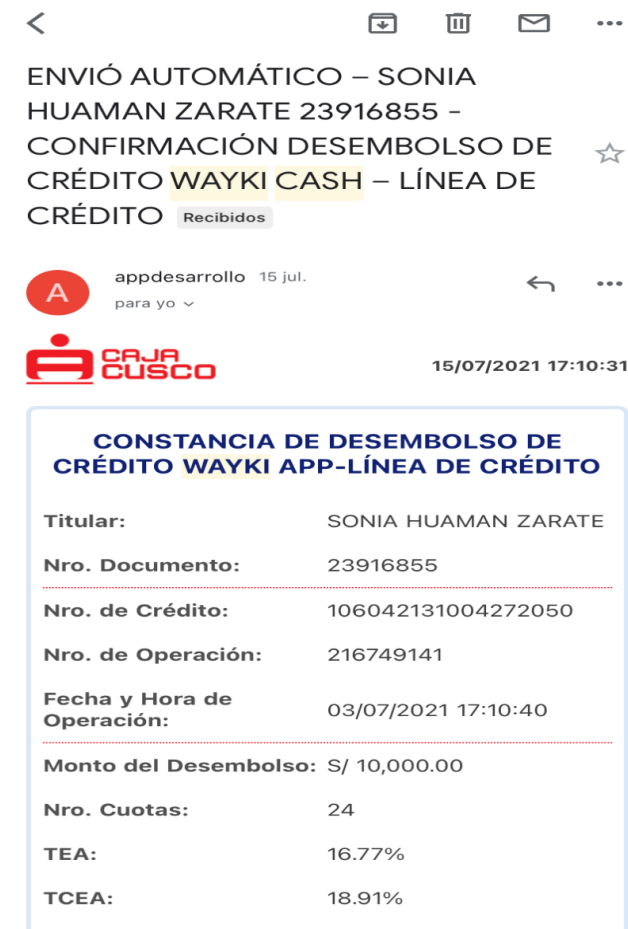 ENVIÓ AUTOMÁTICO – SONIA
HUAMAN ZARATE 23916855 -
CONFIRMACIÓN DESEMBOLSO DE
CRÉDITO WAYKI CASH – LÍNEA DE
CRÉDITO Recibidos
A
appdesarrollo 15 jul.
para yo
CAJA
CUSCO
15/07/2021 17:10:31
CONSTANCIA DE DESEMBOLSO DE
CRÉDITO WAYKI APP-LÍNEA DE CRÉDITO
Titular: SONIA HUAMAN ZARATE
Nro. Documento: 23916855
Nro. de Crédito: 106042131004272050
Nro. de Operación: 216749141
Fecha y Hora de
Operación: 03/07/2021 17:10:40
Monto del Desembolso: S/ 10,000.00
Nro. Cuotas: 24
TEA: 16.77%
TCEA: 18.91%